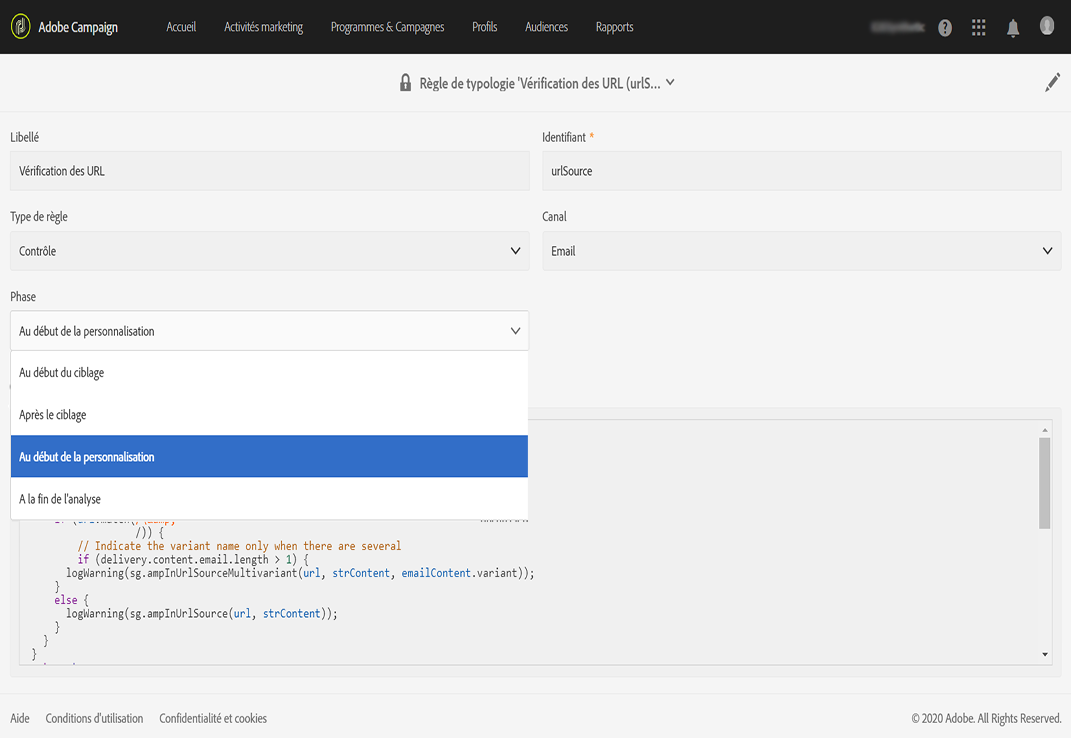 Adobe Campaign
Accueil
Activités marketing
Programmes & Campagnes
Profils
Audiences
Rapports
Règle de typologie 'Vérification des URL (urlS...
Libellé
Identifiant *
Vérification des URL
urlSource
Type de règle
Canal
Contrôle
Email
Phase
Au début de la personnalisation
Au début du ciblage
Après le ciblage
Au début de la personnalisation
A la fin de l'analyse
/)) {
// Indicate the variant name only when there are several
if (delivery.content.email.length > 1) {
logWarning(sg.ampInUrlSourceMultivariant(url, strContent, emailContent.variant));
}
else {
logWarning(sg.ampInUrlSource(url, strContent));
}
}
}
Aide
Conditions d'utilisation
Confidentialité et cookies
© 2020 Adobe. All Rights Reserved.